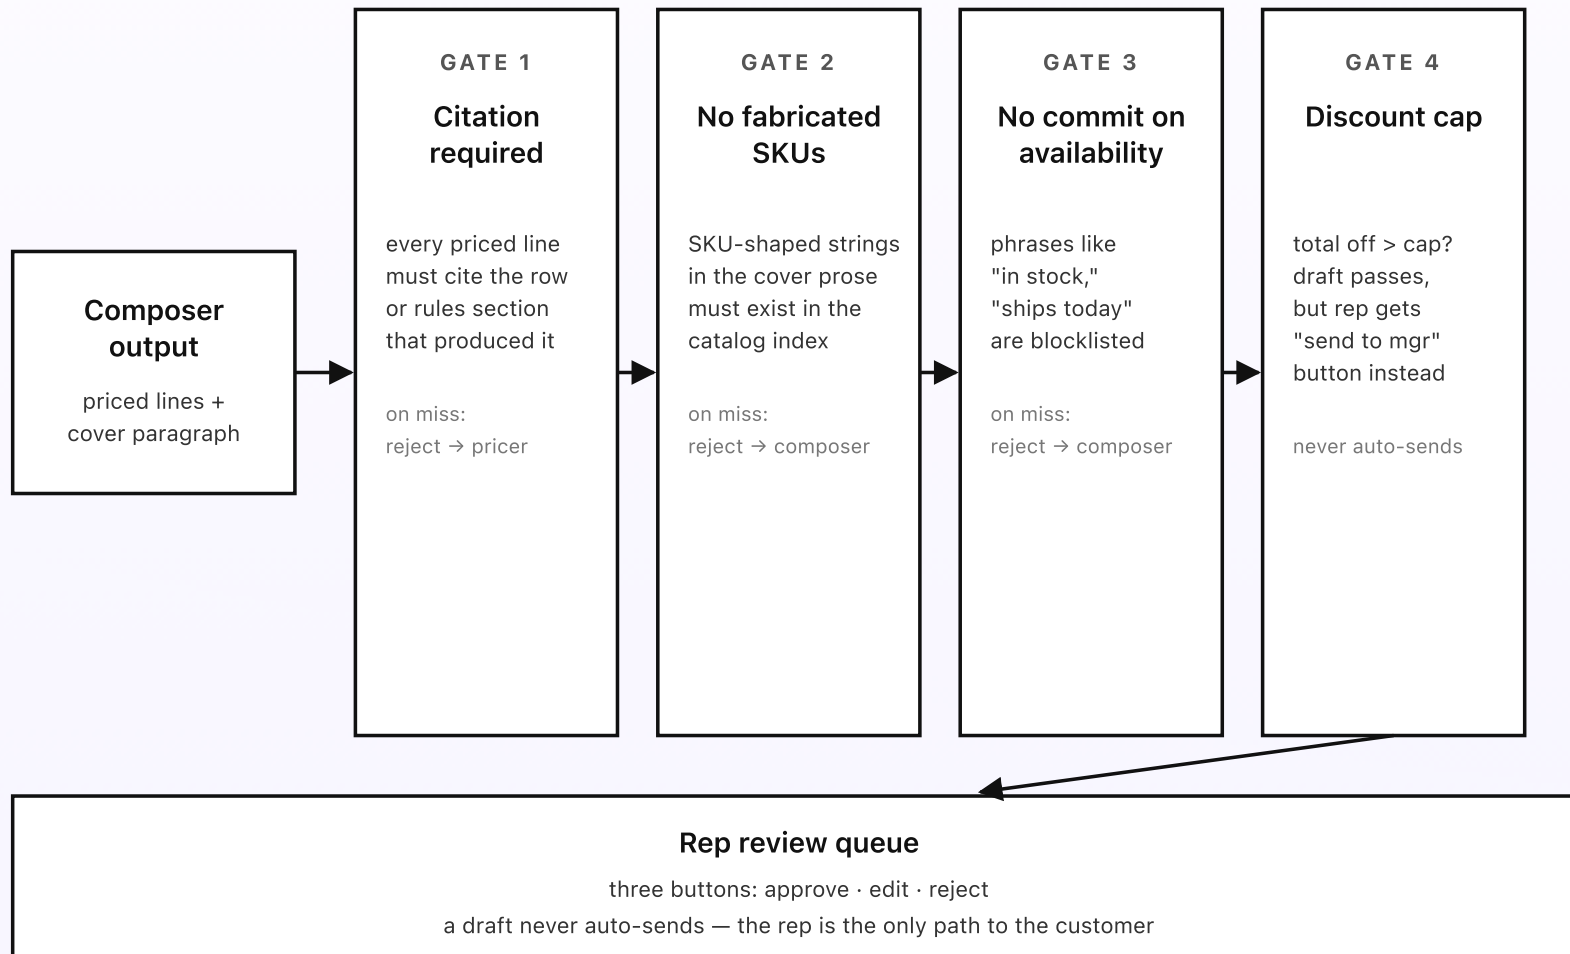 Composer
output
priced lines +
cover paragraph
GATE 1
Citation
required
every priced line
must cite the row
or rules section
that produced it
on miss:
reject → pricer
GATE 2
No fabricated
SKUs
SKU-shaped strings
in the cover prose
must exist in the
catalog index
on miss:
reject → composer
GATE 3
No commit on
availability
phrases like
"in stock,"
"ships today"
are blocklisted
on miss:
reject → composer
GATE 4
Discount cap
total off > cap?
draft passes,
but rep gets
"send to mgr"
button instead
never auto-sends
Rep review queue
three buttons: approve · edit · reject
a draft never auto-sends — the rep is the only path to the customer